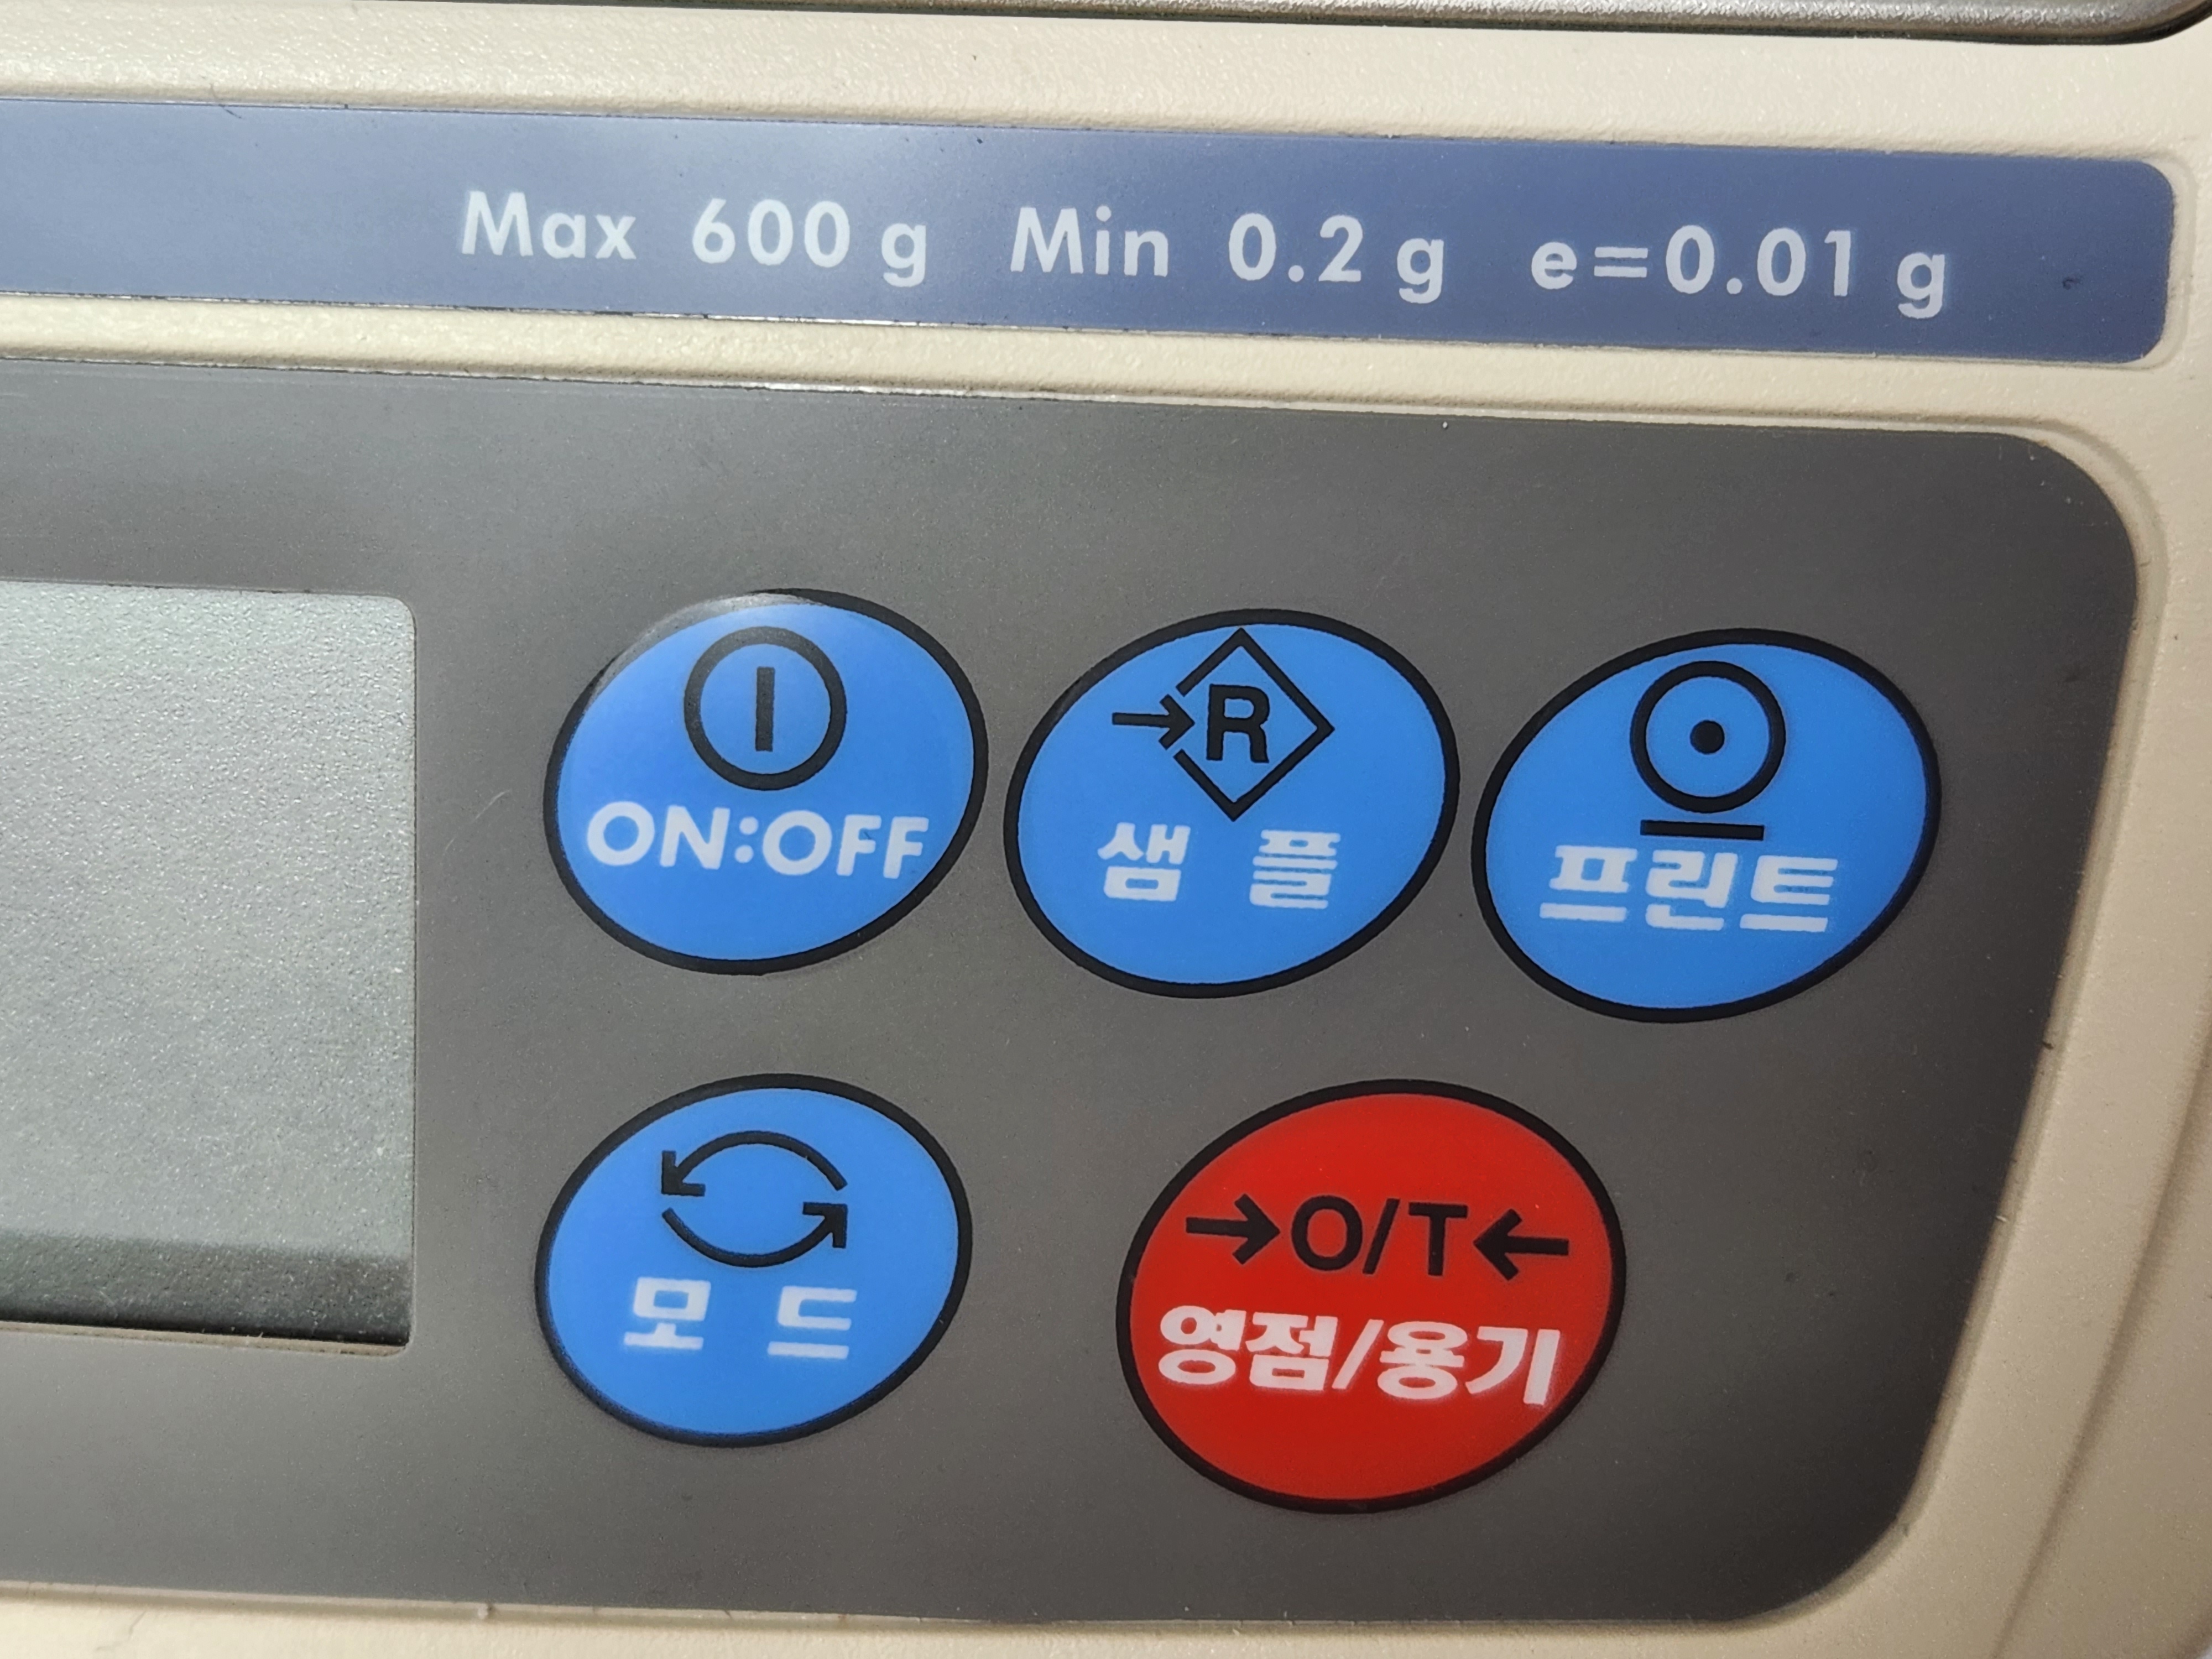 Max 600 g Min 0.2 g e=0.01 g
ON:OFF
→R
샘 플
프린트
모 드
→O/T←
영점/용기